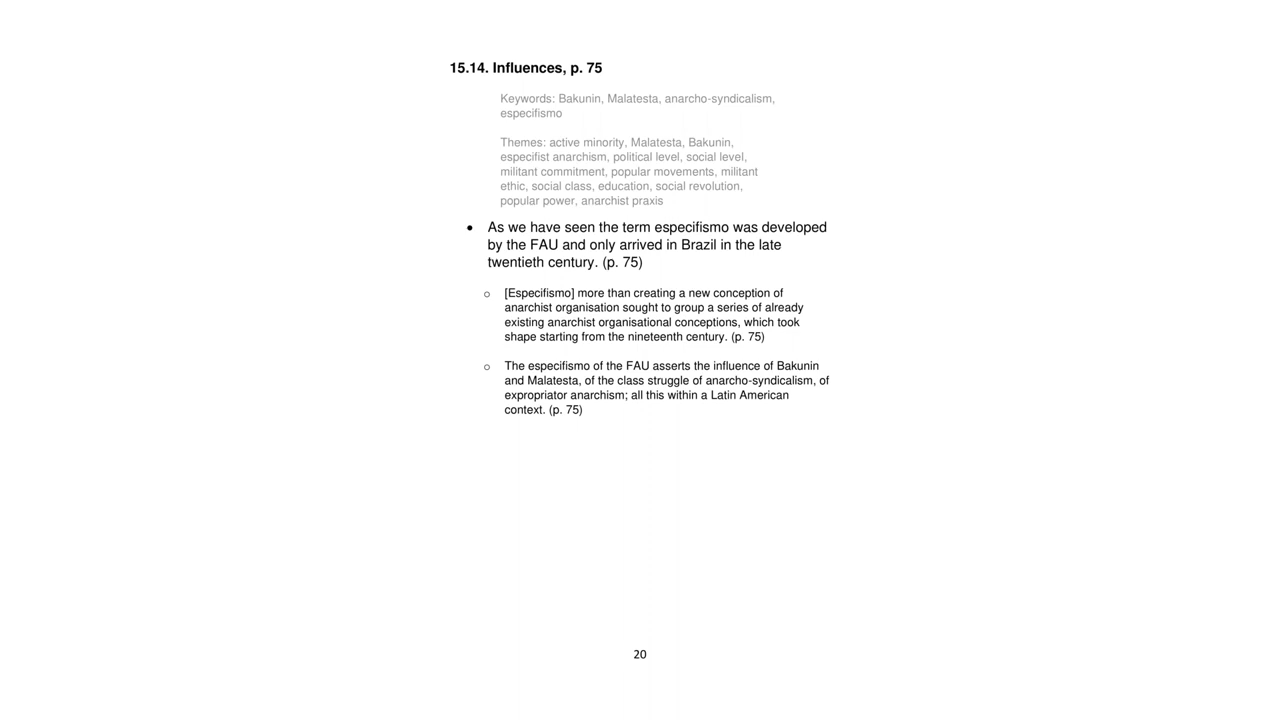 15.14. Influences, p. 75
Keywords: Bakunin, Malatesta, anarcho-syndicalism,
especifismo
Themes: active minority, Malatesta, Bakunin,
especifist anarchism, political level, social level,
militant commitment, popular movements, militant
ethic, social class, education, social revolution,
popular power, anarchist praxis
• As we have seen the term especifismo was developed
by the FAU and only arrived in Brazil in the late
twentieth century. (p. 75)
o [Especifismo] more than creating a new conception of
anarchist organisation sought to group a series of already
existing anarchist organisational conceptions, which took
shape starting from the nineteenth century. (p. 75)
o The especifismo of the FAU asserts the influence of Bakunin
and Malatesta, of the class struggle of anarcho-syndicalism, of
expropriator anarchism; all this within a Latin American
context. (p. 75)
20